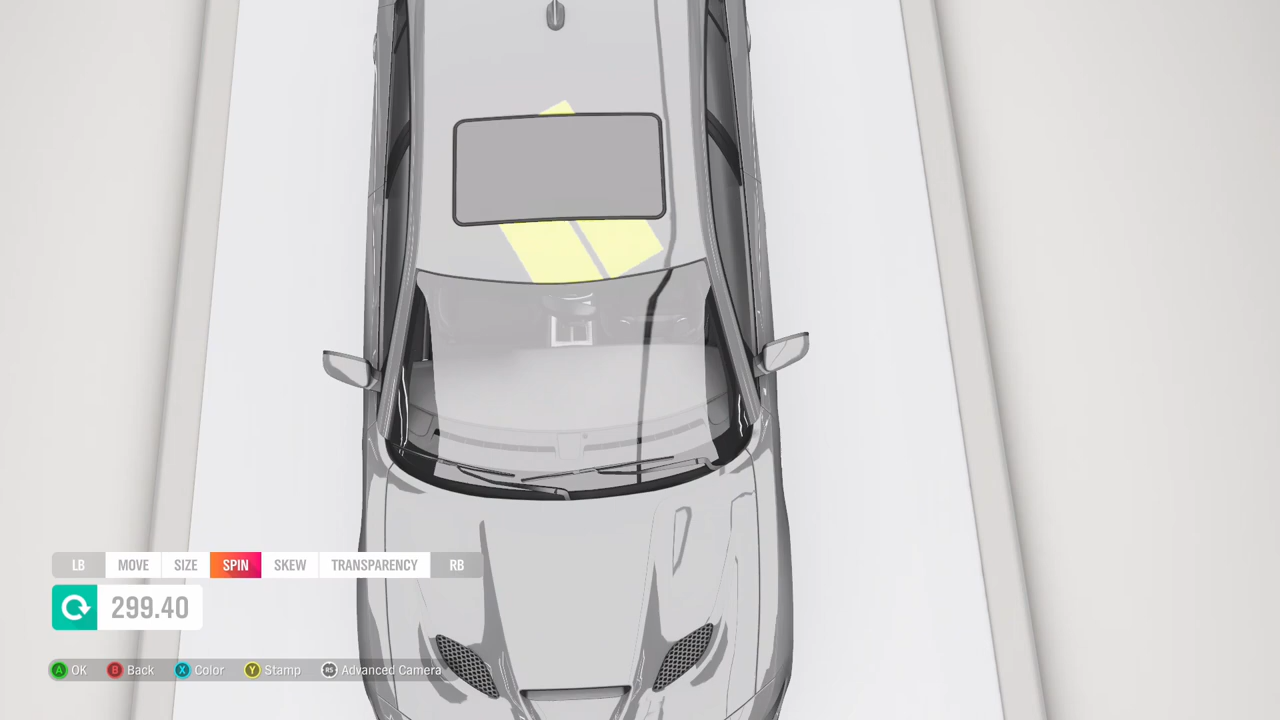 LB MOVE SIZE SPIN SKEW TRANSPARENCY RB
299.40
A OK B Back X Color Y Stamp RS Advanced Camera